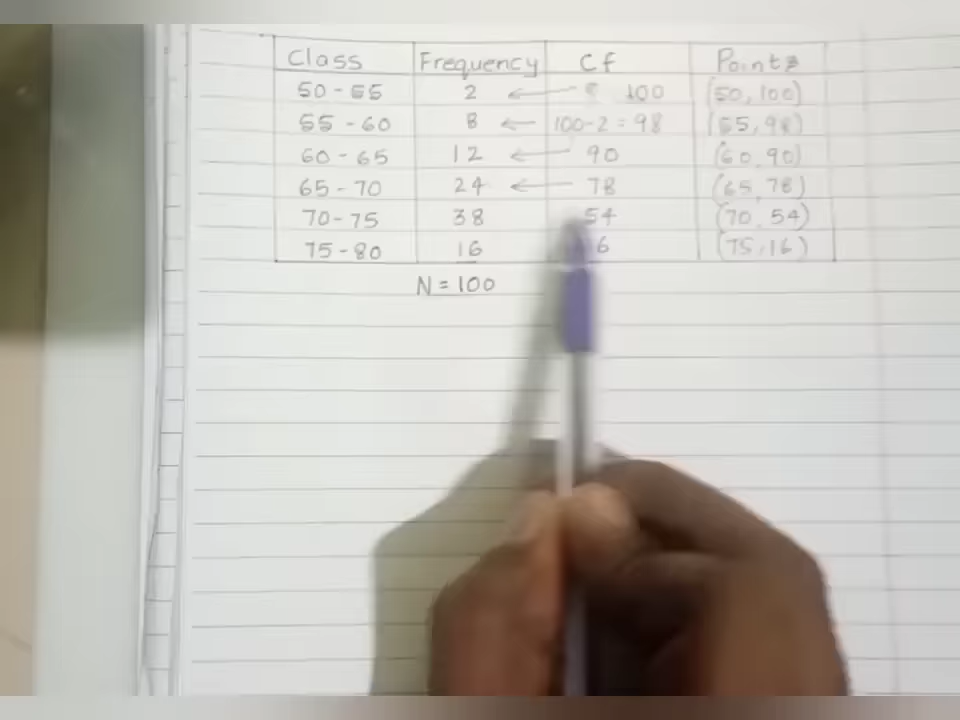 Class Frequency Cf Points
50-55 2 100 (50,100)
55-60 8 100-2=98 (55,98)
60-65 12 90 (60,90)
65-70 24 78 (65,78)
70-75 38 54 (70,54)
75-80 16 6 (75,16)
N=100